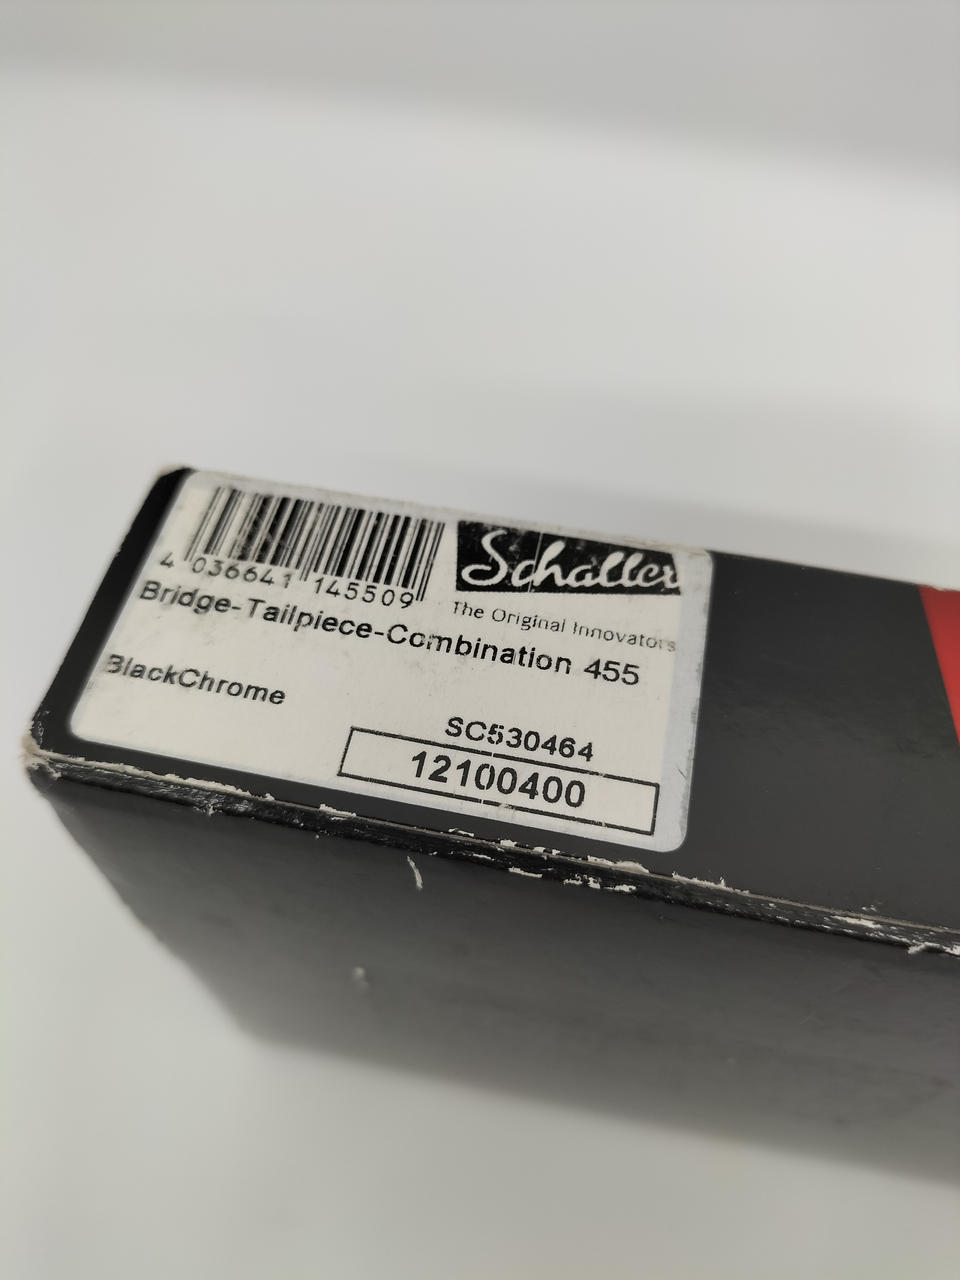 Schaller
4 036641 145509
The Original Innovators
Bridge-Tailpiece-Combination 455
BlackChrome
SC530464
12100400